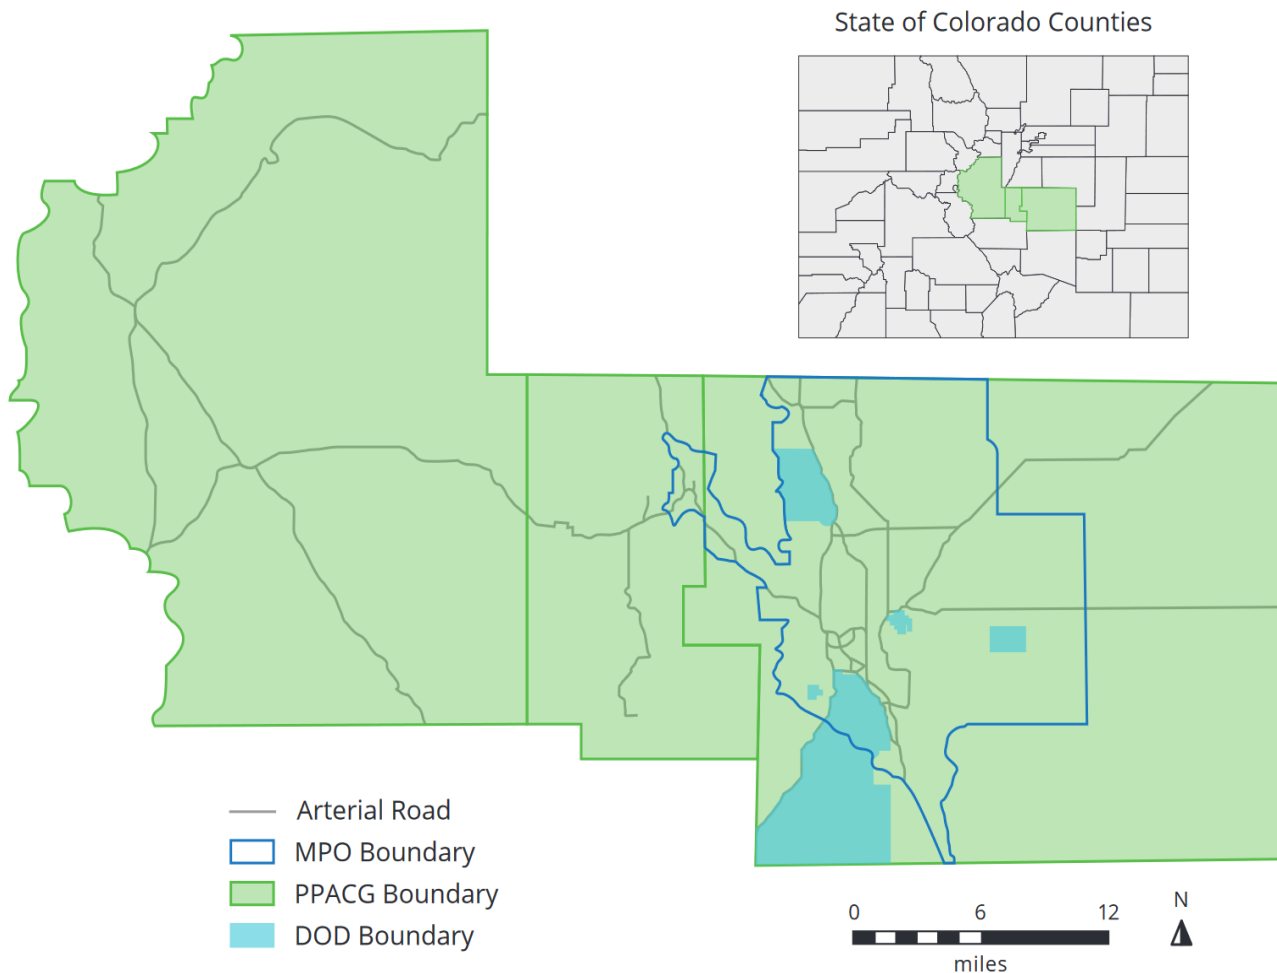 State of Colorado Counties
Arterial Road
MPO Boundary
PPACG Boundary
DOD Boundary
0 6 12
miles
N